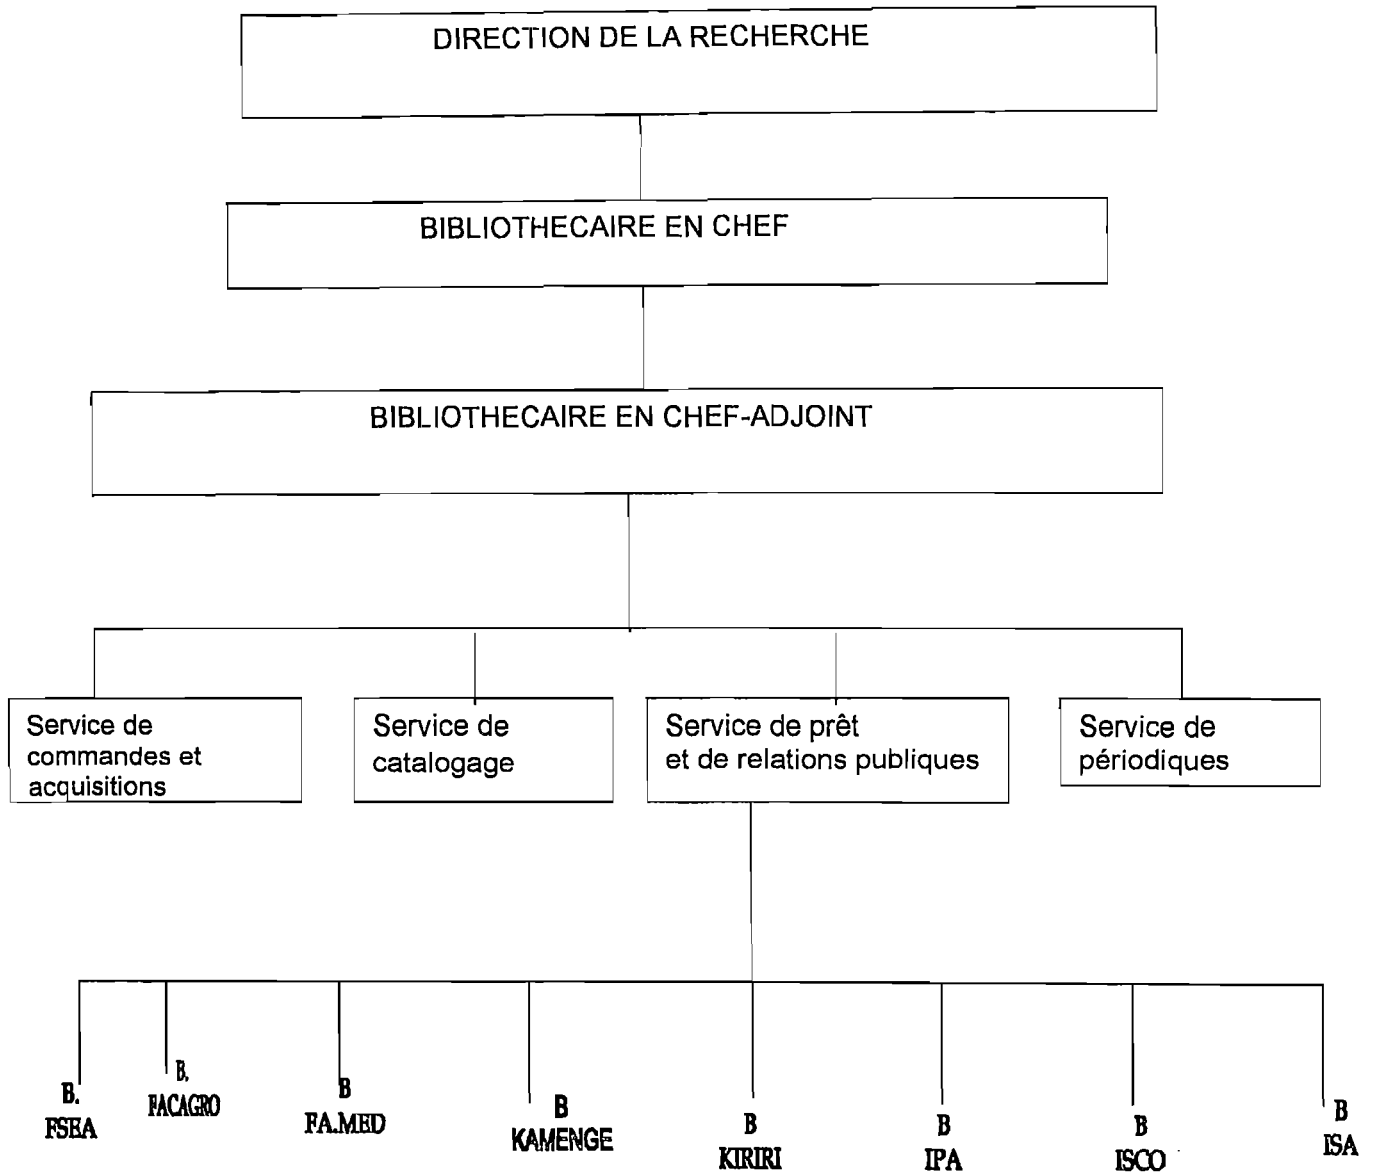 DIRECTION DE LA RECHERCHE
BIBLIOTHECAIRE EN CHEF
BIBLIOTHECAIRE EN CHEF-ADJOINT
Service de
commandes et
acquisitions
Service de
catalogage
Service de prêt
et de relations publiques
Service de
périodiques
B.
FSEA
B.
FACAGRO
B
FA.MED
B
KAMENGE
B
KIRIRI
B
IPA
B
ISCO
B
ISA